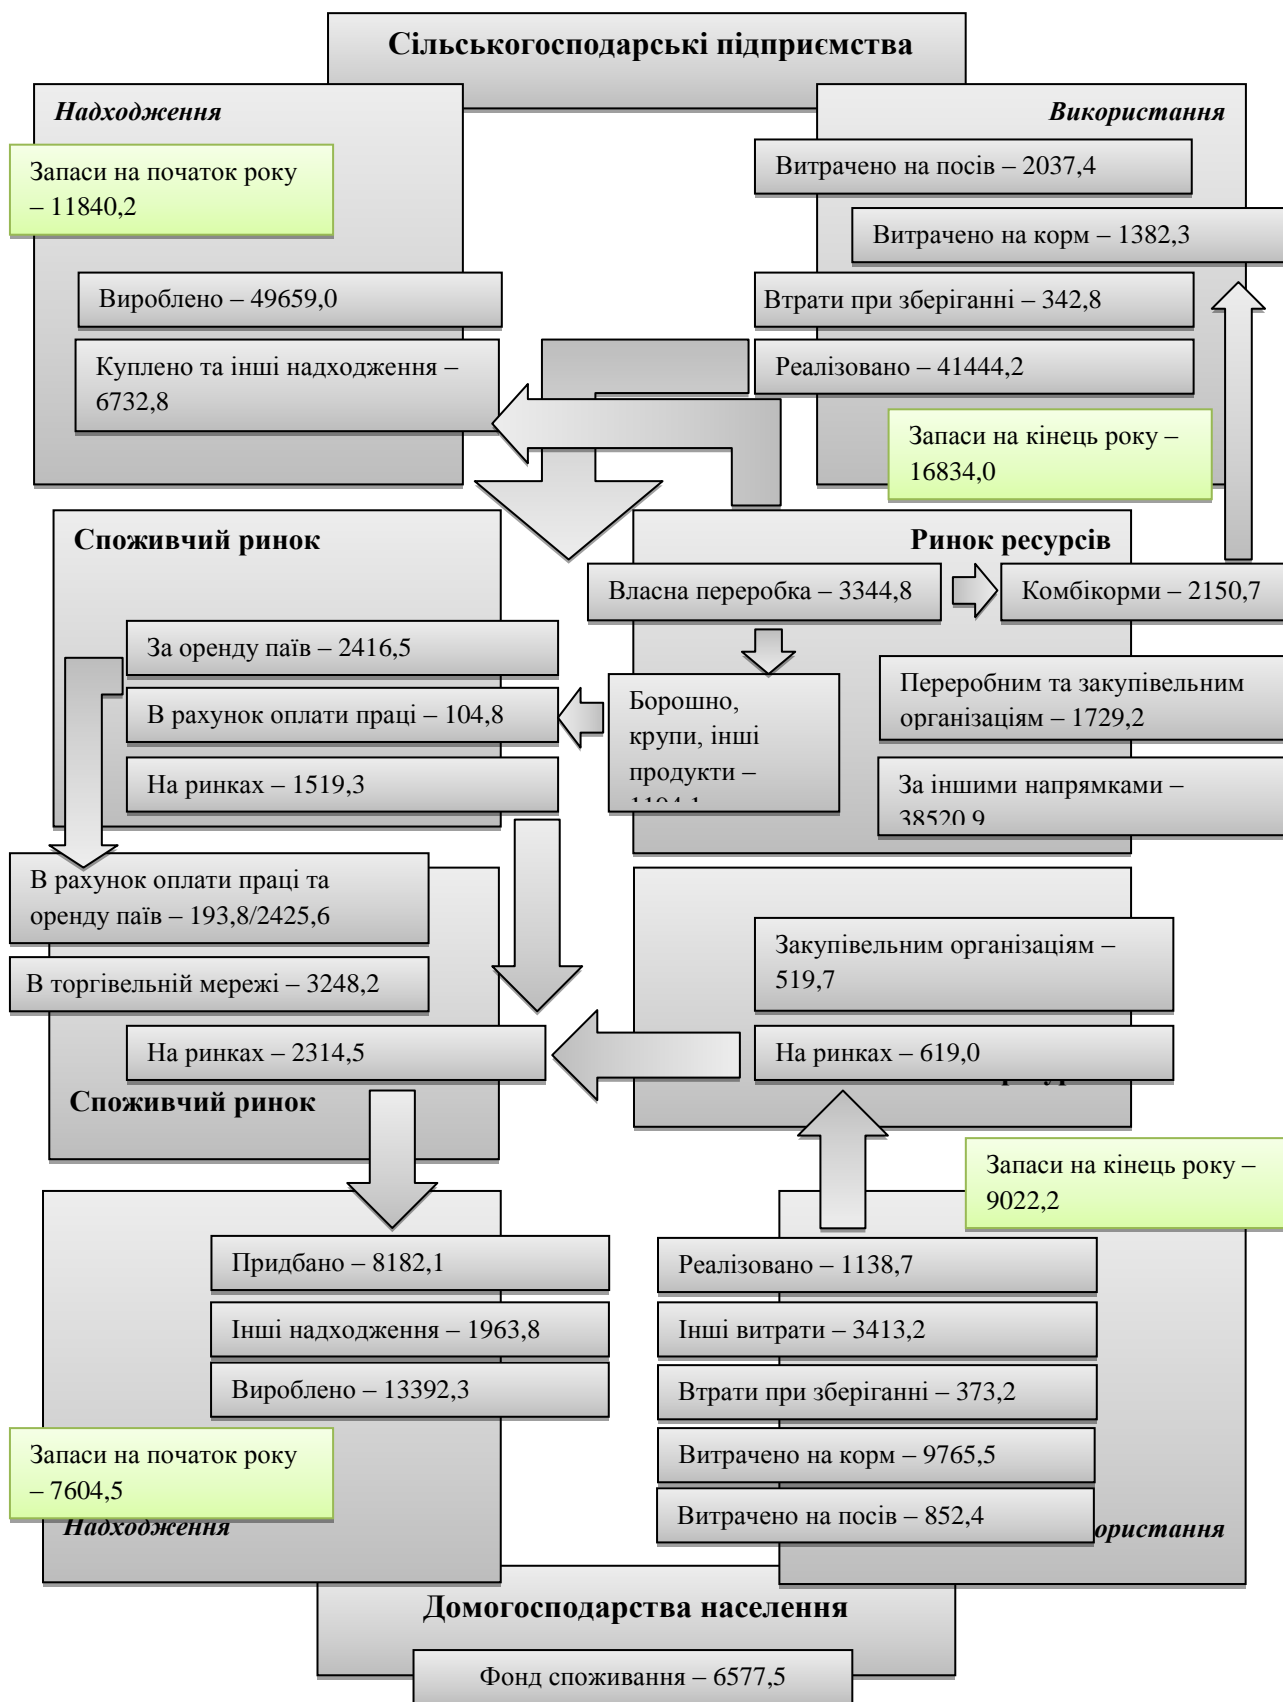 Сільськогосподарські підприємства
Надходження
Запаси на початок року
– 11840,2
Вироблено – 49659,0
Куплено та інші надходження –
6732,8
Використання
Витрачено на посів – 2037,4
Витрачено на корм – 1382,3
Втрати при зберіганні – 342,8
Реалізовано – 41444,2
Запаси на кінець року –
16834,0
Споживчий ринок
За оренду паїв – 2416,5
В рахунок оплати праці – 104,8
На ринках – 1519,3
Ринок ресурсів
Власна переробка – 3344,8
Комбікорми – 2150,7
Борошно,
крупи, інші
продукти –
1194,1
Переробним та закупівельним
організаціям – 1729,2
За іншими напрямками –
38520,9
В рахунок оплати праці та
оренду паїв – 193,8/2425,6
В торгівельній мережі – 3248,2
На ринках – 2314,5
Споживчий ринок
Закупівельним організаціям –
519,7
На ринках – 619,0
Запаси на кінець року –
9022,2
Придбано – 8182,1
Інші надходження – 1963,8
Вироблено – 13392,3
Запаси на початок року
– 7604,5
Надходження
Реалізовано – 1138,7
Інші витрати – 3413,2
Втрати при зберіганні – 373,2
Витрачено на корм – 9765,5
Витрачено на посів – 852,4
ористання
Домогосподарства населення
Фонд споживання – 6577,5